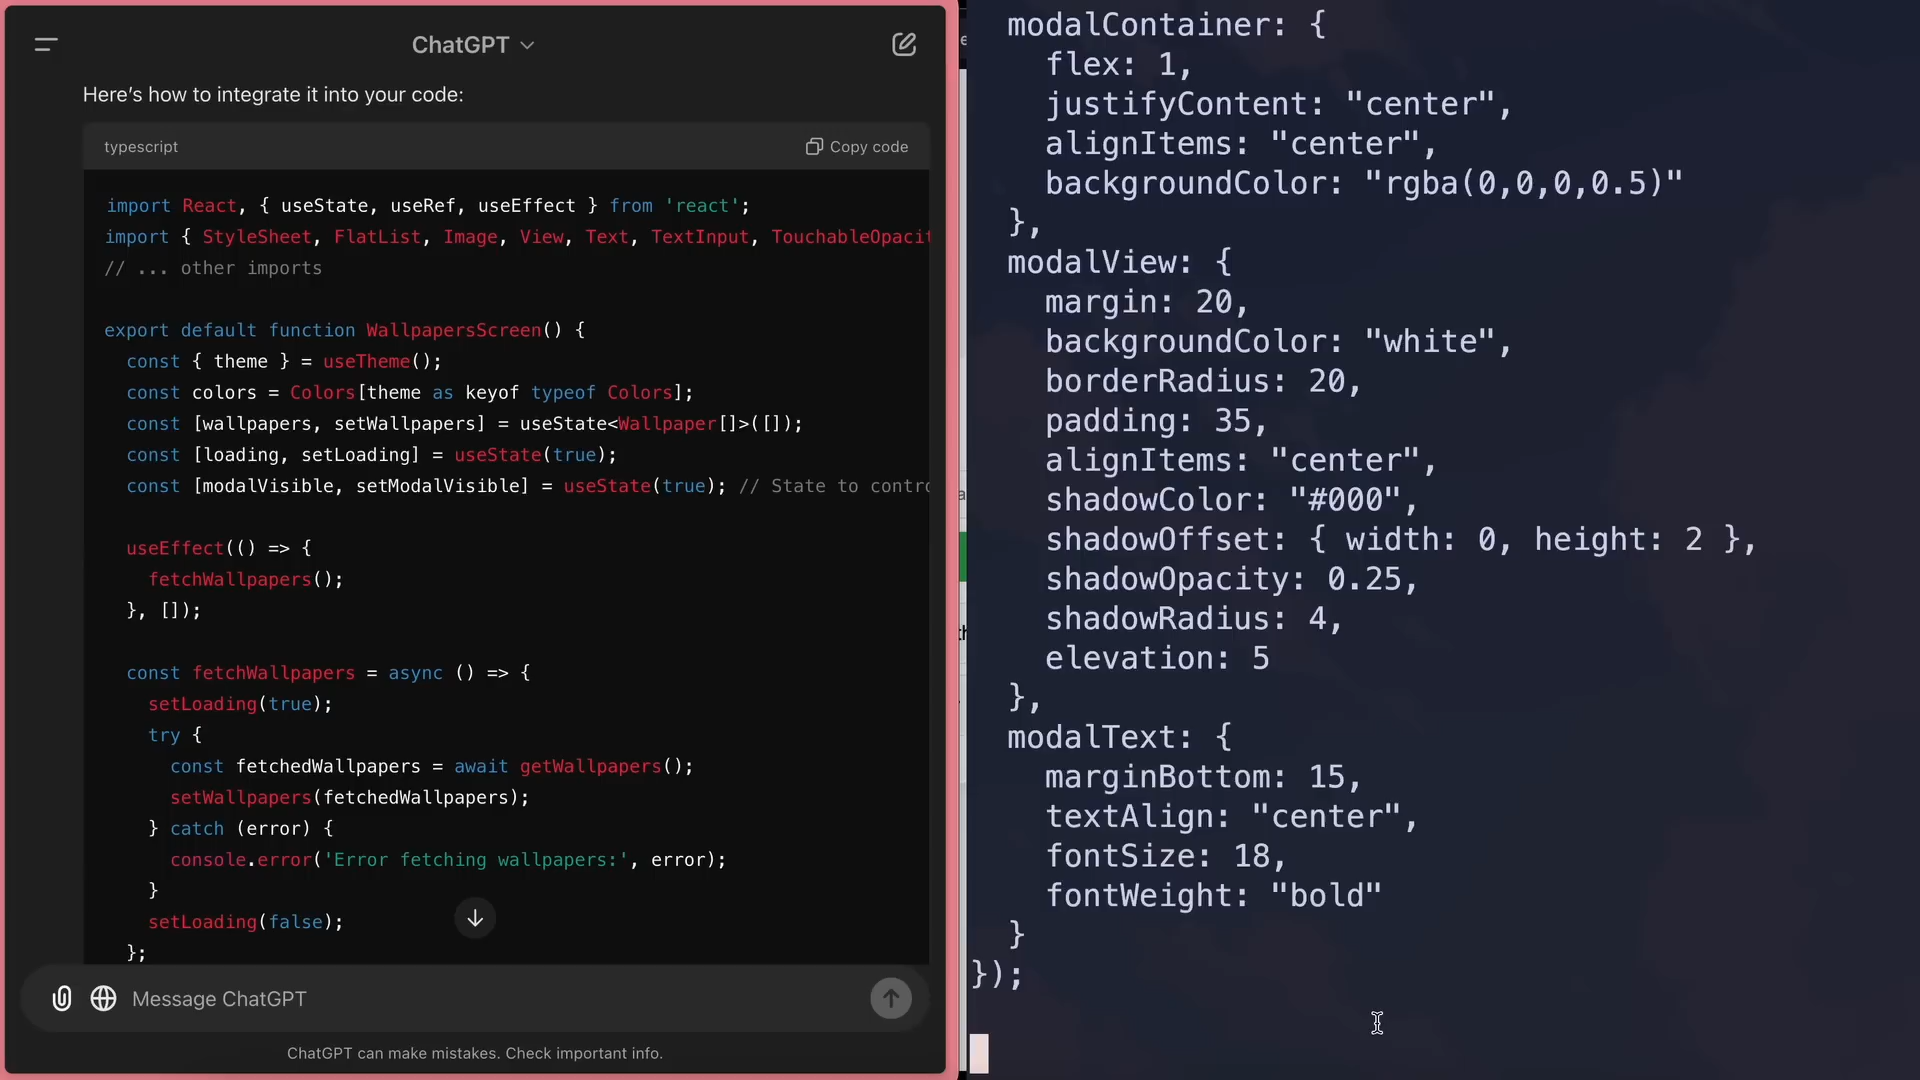 ChatGPT
Here's how to integrate it into your code:
typescript
Copy code
import React, { useState, useRef, useEffect } from 'react';
import { StyleSheet, FlatList, Image, View, Text, TextInput, TouchableOpacit
// ... other imports
export default function WallpapersScreen() {
const { theme } = useTheme();
const colors = Colors[theme as keyof typeof Colors];
const [wallpapers, setWallpapers] = useState<Wallpaper[]>([]);
const [loading, setLoading] = useState(true);
const [modalVisible, setModalVisible] = useState(true); // State to contro
useEffect(() => {
fetchWallpapers();
}, []);
const fetchWallpapers = async () => {
setLoading(true);
try {
const fetchedWallpapers = await getWallpapers();
setWallpapers(fetchedWallpapers);
} catch (error) {
console.error('Error fetching wallpapers:', error);
}
setLoading(false);
};
Message ChatGPT
ChatGPT can make mistakes. Check important info.
modalContainer: {
flex: 1,
justifyContent: "center",
alignItems: "center",
backgroundColor: "rgba(0,0,0,0.5)"
},
modalView: {
margin: 20,
backgroundColor: "white",
borderRadius: 20,
padding: 35,
alignItems: "center",
shadowColor: "#000",
shadowOffset: { width: 0, height: 2 },
shadowOpacity: 0.25,
shadowRadius: 4,
elevation: 5
},
modalText: {
marginBottom: 15,
textAlign: "center",
fontSize: 18,
fontWeight: "bold"
}
});